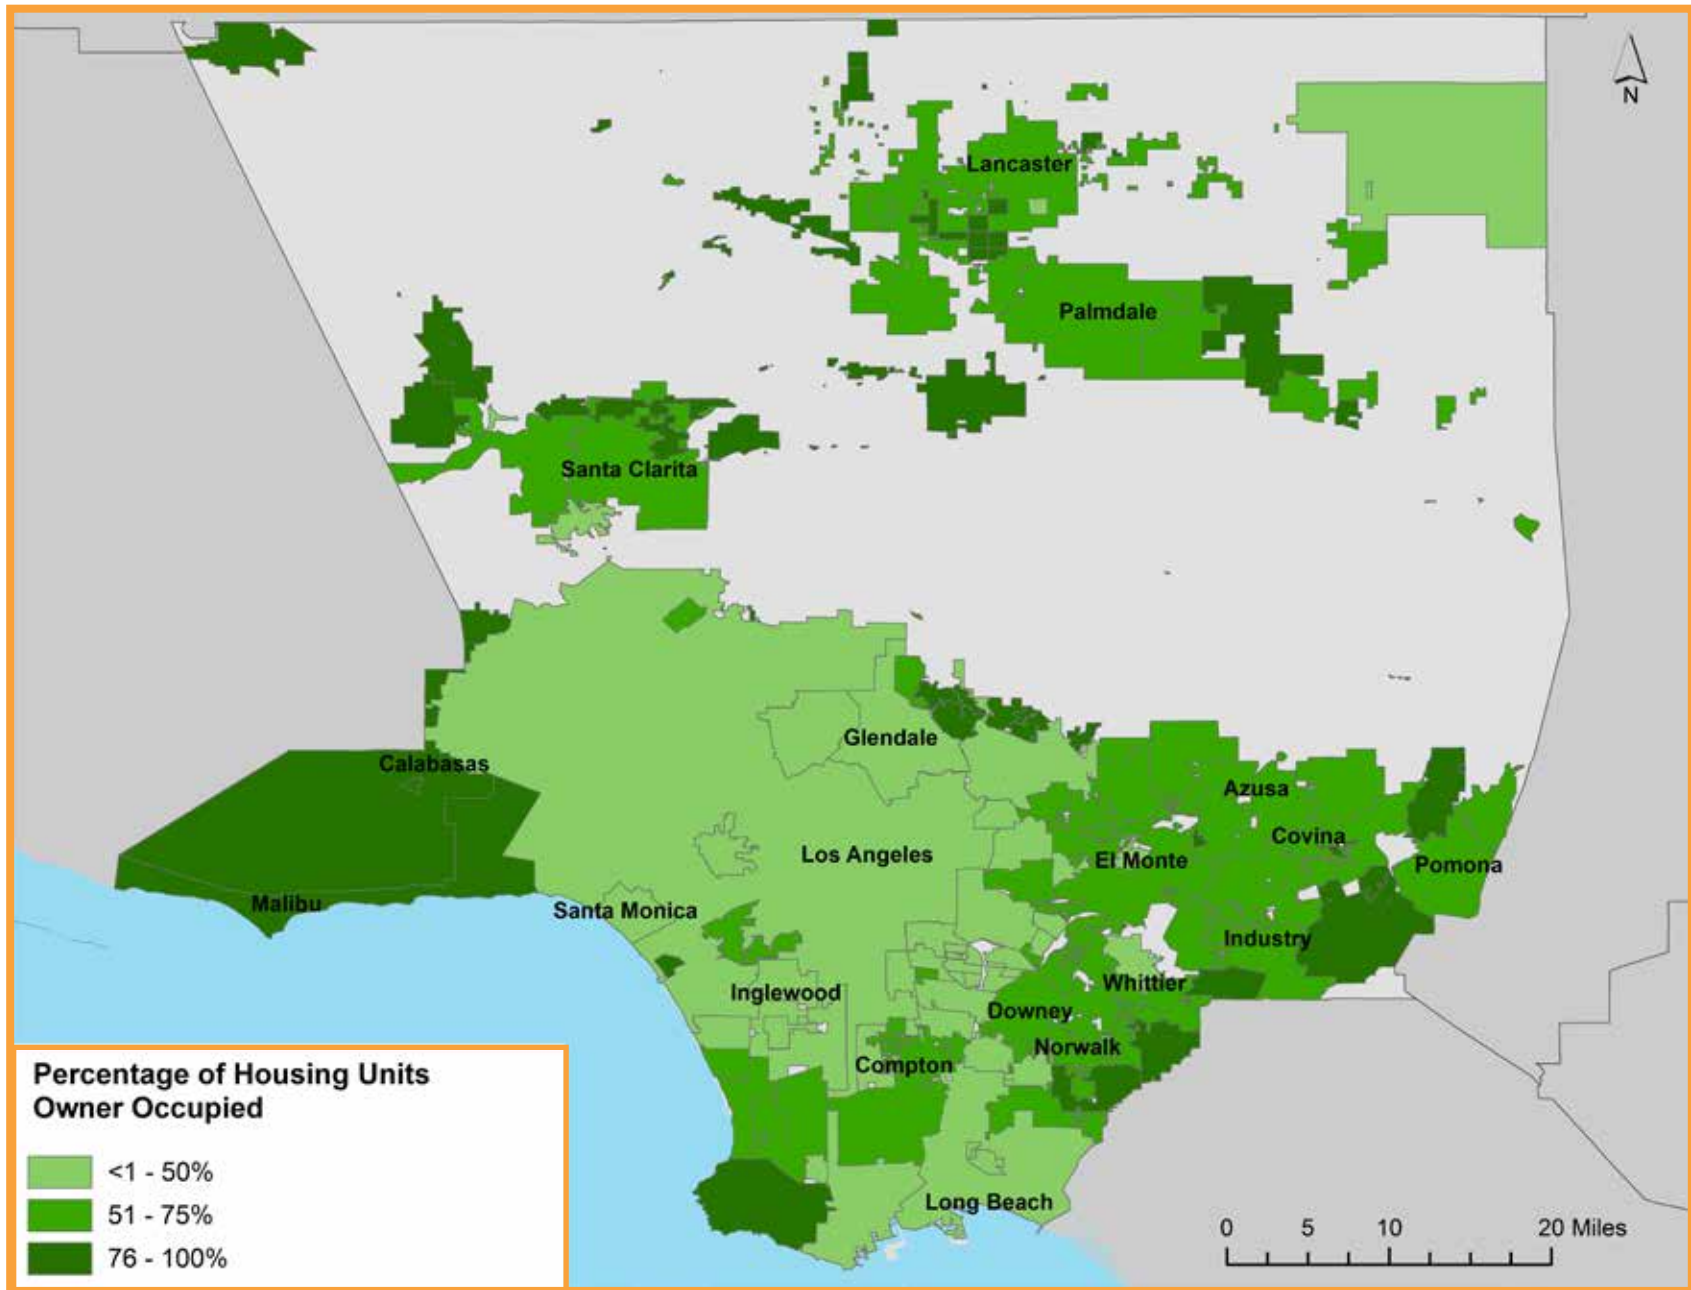 N
Lancaster
Palmdale
Santa Clarita
Glendale
Calabasas
Azusa
Covina
Los Angeles
El Monte
Pomona
Malibu
Santa Monica
Industry
Whittier
Inglewood
Downey
Norwalk
Compton
Long Beach
Percentage of Housing Units
Owner Occupied
<1 - 50%
51 - 75%
76 - 100%
0 5 10 20 Miles